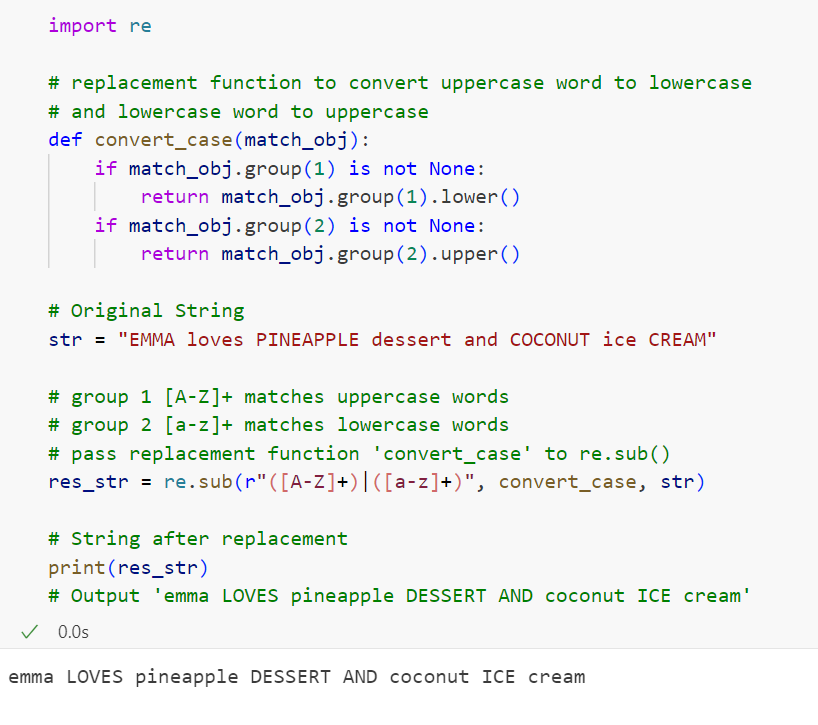 import re
# replacement function to convert uppercase word to lowercase
# and lowercase word to uppercase
def convert_case(match_obj):
    if match_obj.group(1) is not None:
        return match_obj.group(1).lower()
    if match_obj.group(2) is not None:
        return match_obj.group(2).upper()
# Original String
str = "EMMA loves PINEAPPLE dessert and COCONUT ice CREAM"
# group 1 [A-Z]+ matches uppercase words
# group 2 [a-z]+ matches lowercase words
# pass replacement function 'convert_case' to re.sub()
res_str = re.sub(r"([A-Z]+)|([a-z]+)", convert_case, str)
# String after replacement
print(res_str)
# Output 'emma LOVES pineapple DESSERT AND coconut ICE cream'
✓ 0.0s
emma LOVES pineapple DESSERT AND coconut ICE cream